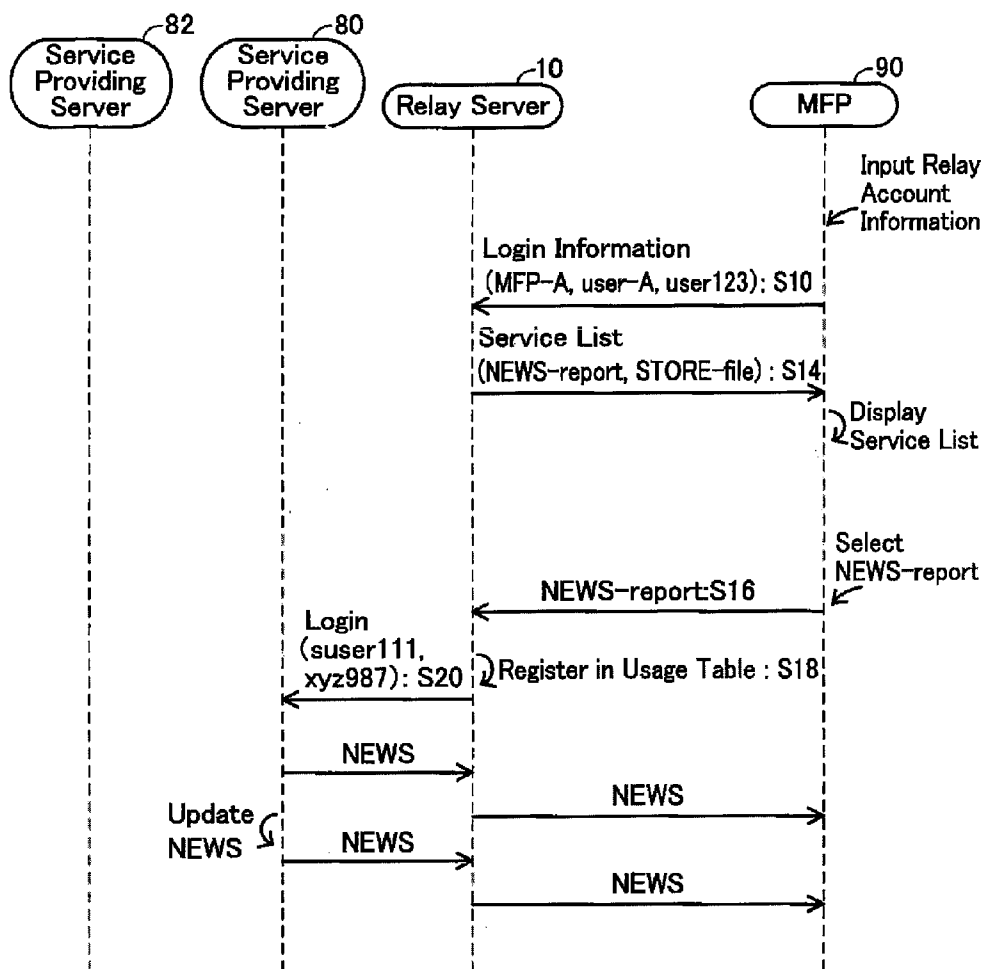 82
Service
Providing
Server
80
Service
Providing
Server
10
Relay Server
90
MFP
Input Relay
Account
Information
Login Information
(MFP-A, user-A, user123): S10
Service List
(NEWS-report, STORE-file) : S14
Display
Service List
Select
NEWS-report
NEWS-report:S16
Login
(suser111,
xyz987): S20
Register in Usage Table : S18
NEWS
NEWS
Update
NEWS
NEWS
NEWS